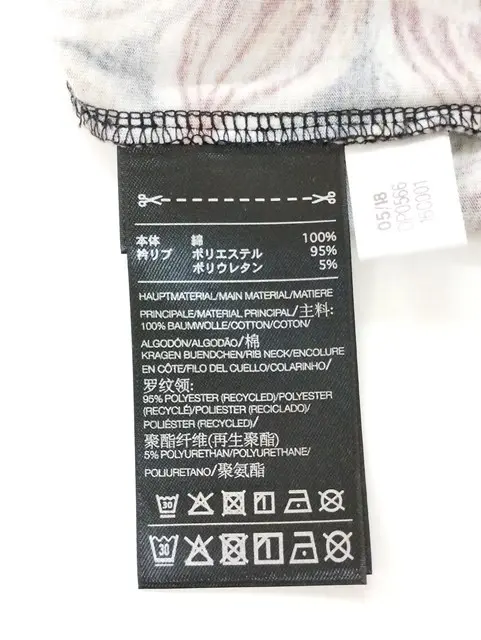 本体 綿 100%
衿リブ ポリエステル 95%
ポリウレタン 5%
HAUPTMATERIAL/MAIN MATERIAL/MATIERE
PRINCIPALE/MATERIAL PRINCIPAL/主料:
100% BAUMWOLLE/COTTON/COTON/
ALGODÓN/ALGODÃO/棉
KRAGEN BUENDCHEN/RIB NECK/ENCOLURE
EN CÔTE/FILO DEL CUELLO/COLARINHO/
罗纹领:
95% POLYESTER (RECYCLED)/POLYESTER
(RECYCLÉ)/POLIESTER (RECICLADO)/
POLIÉSTER (RECYCLED)/
聚酯纤维(再生聚酯)
5% POLYURETHAN/POLYURETHANE/
POLIURETANO/聚氨酯
30
30
05/18